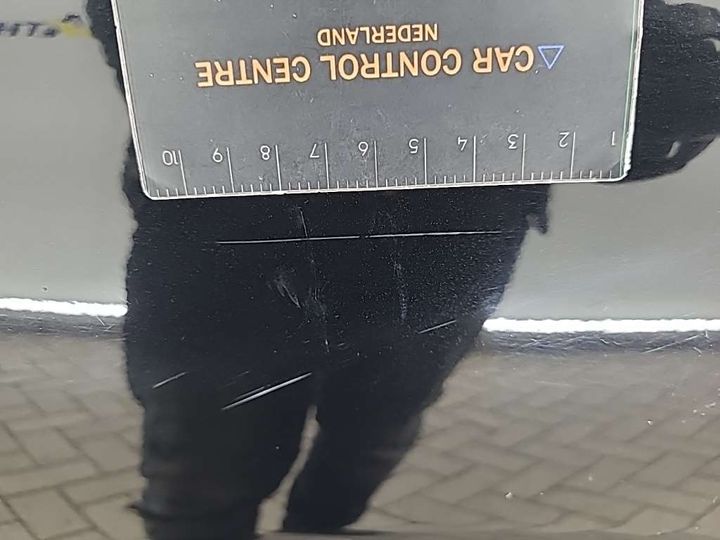 1 2 3 4 5 6 7 8 9 10
CAR CONTROL CENTRE
NEDERLAND